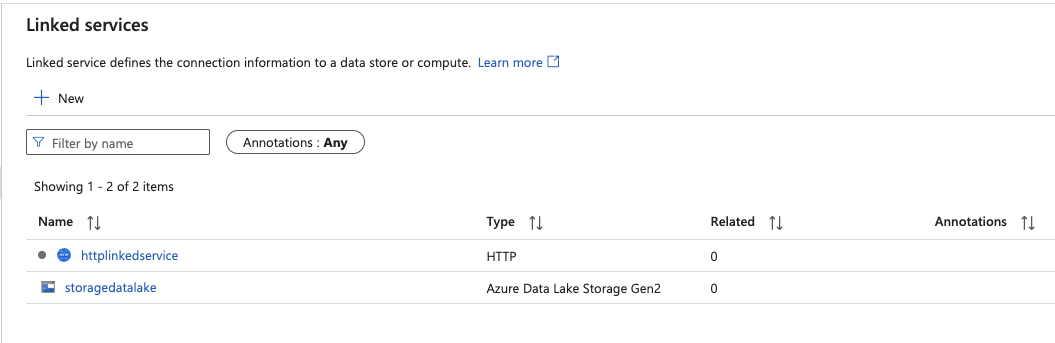 Linked services
Linked service defines the connection information to a data store or compute. Learn more
New
Filter by name
Annotations : Any
Showing 1 - 2 of 2 items
Name Type Related Annotations
httplinkedservice HTTP 0
storagedatalake Azure Data Lake Storage Gen2 0